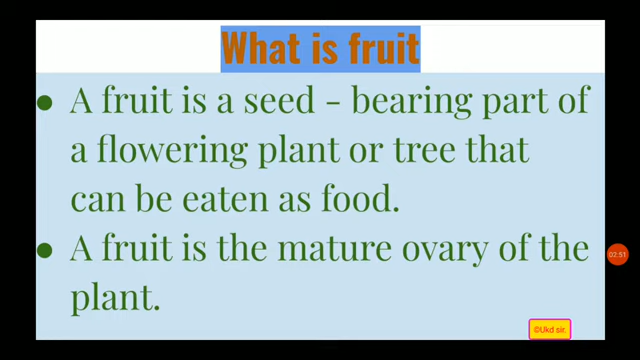 What is fruit
● A fruit is a seed - bearing part of
a flowering plant or tree that
can be eaten as food.
● A fruit is the mature ovary of the
plant.
02:51
©Ukd sir.